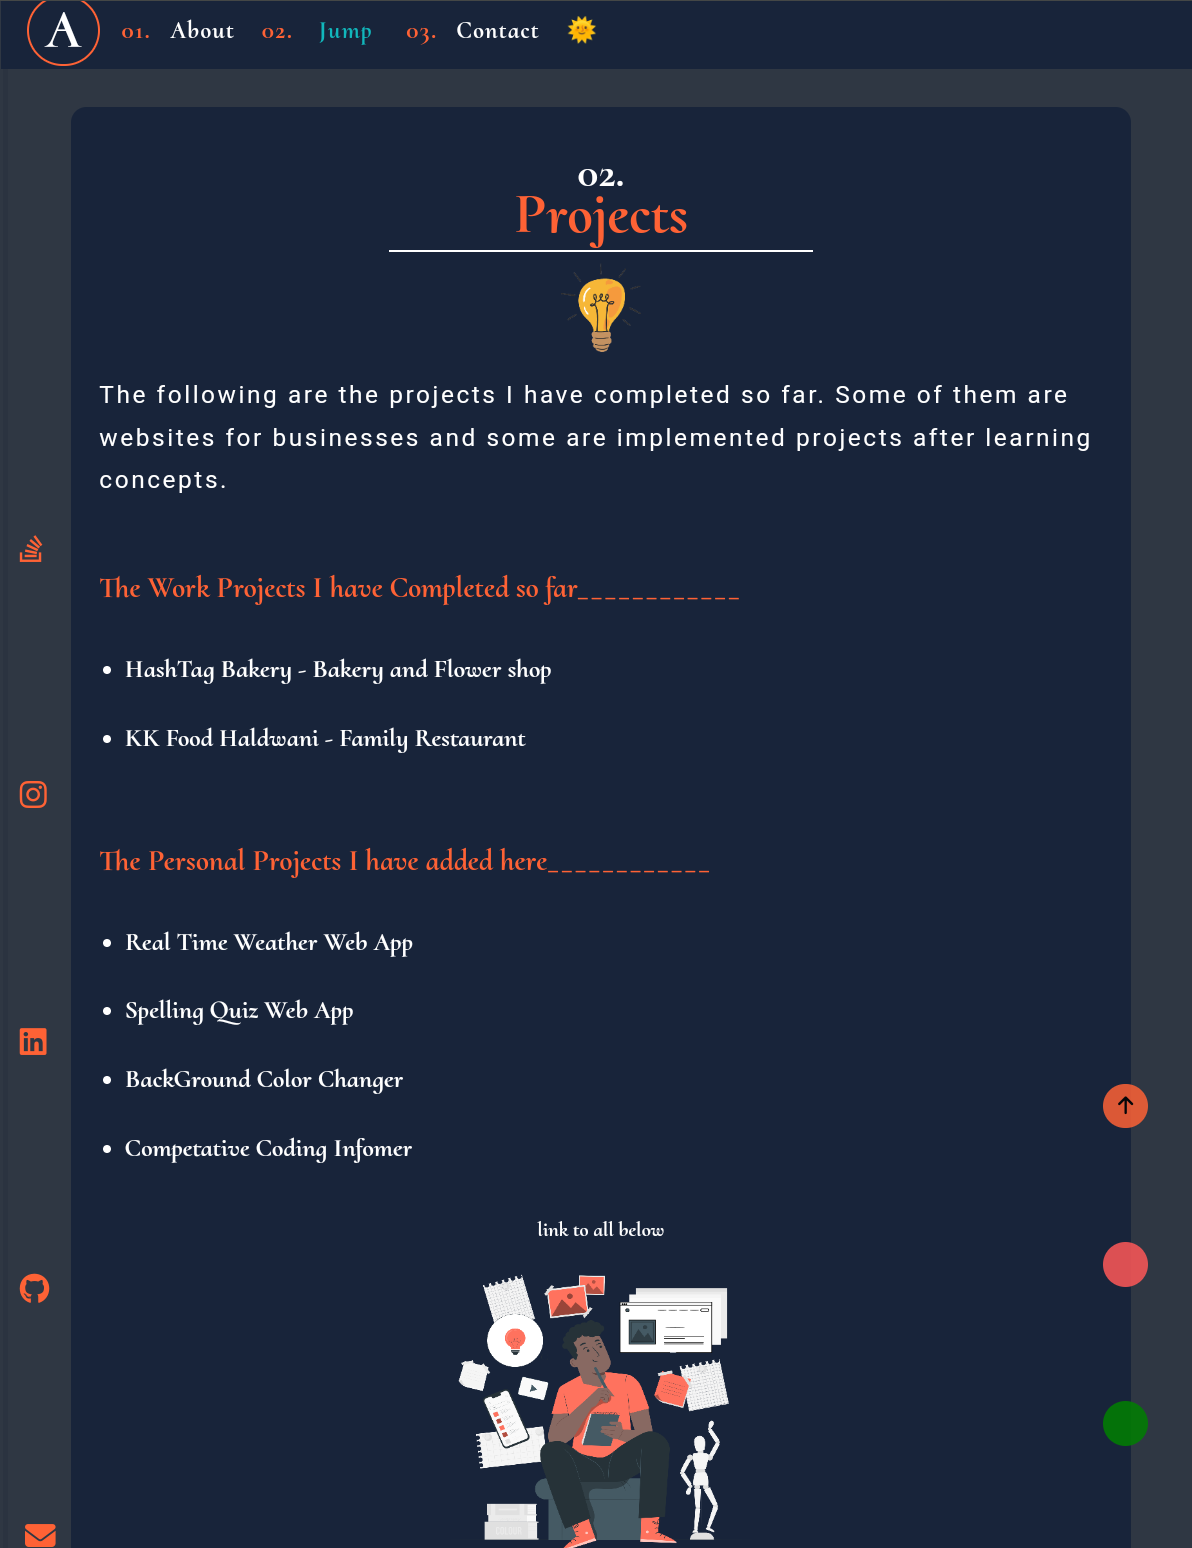 A 01. About 02. Jump 03. Contact
02.
Projects
The following are the projects I have completed so far. Some of them are
websites for businesses and some are implemented projects after learning
concepts.
The Work Projects I have Completed so far____________
• HashTag Bakery - Bakery and Flower shop
• KK Food Haldwani - Family Restaurant
The Personal Projects I have added here____________
• Real Time Weather Web App
• Spelling Quiz Web App
• BackGround Color Changer
• Competative Coding Infomer
link to all below